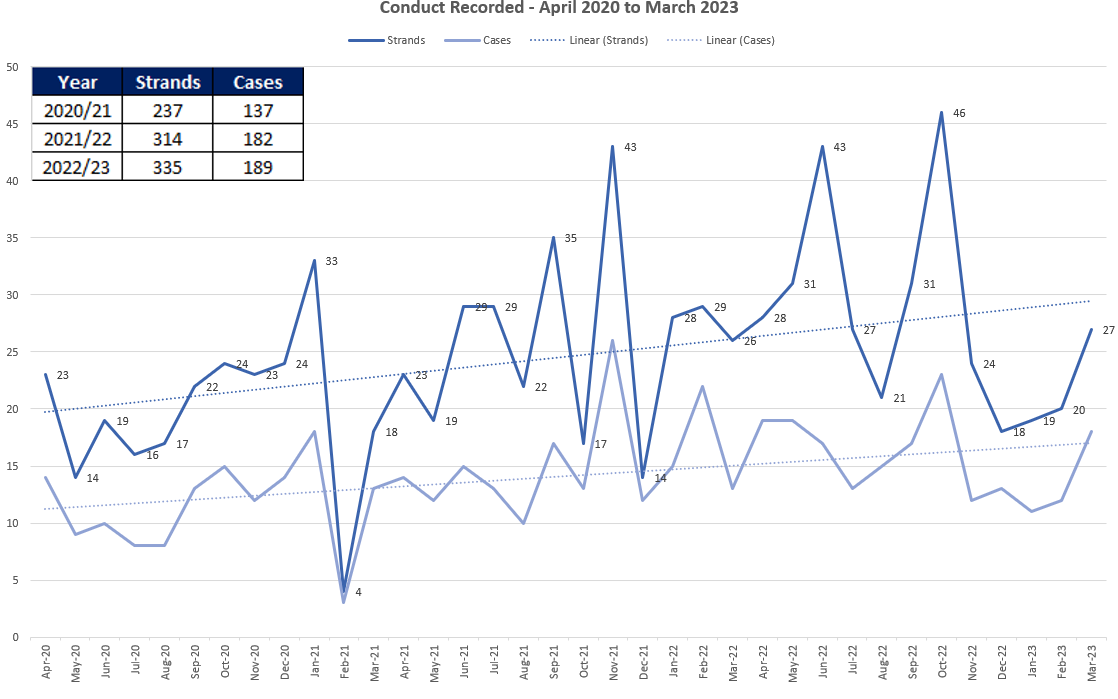 Conduct Recorded - April 2020 to March 2023
Strands Cases Linear (Strands) Linear (Cases)
50
45
40
35
30
25
20
15
10
5
0
Year Strands Cases
2020/21 237 137
2021/22 314 182
2022/23 335 189
23
14
19
16
17
22
24
23
24
33
4
18
23
19
29
29
22
35
17
43
14
28
29
26
28
31
43
27
21
31
46
24
18
19
20
27
Apr-20
May-20
Jun-20
Jul-20
Aug-20
Sep-20
Oct-20
Nov-20
Dec-20
Jan-21
Feb-21
Mar-21
Apr-21
May-21
Jun-21
Jul-21
Aug-21
Sep-21
Oct-21
Nov-21
Dec-21
Jan-22
Feb-22
Mar-22
Apr-22
May-22
Jun-22
Jul-22
Aug-22
Sep-22
Oct-22
Nov-22
Dec-22
Jan-23
Feb-23
Mar-23